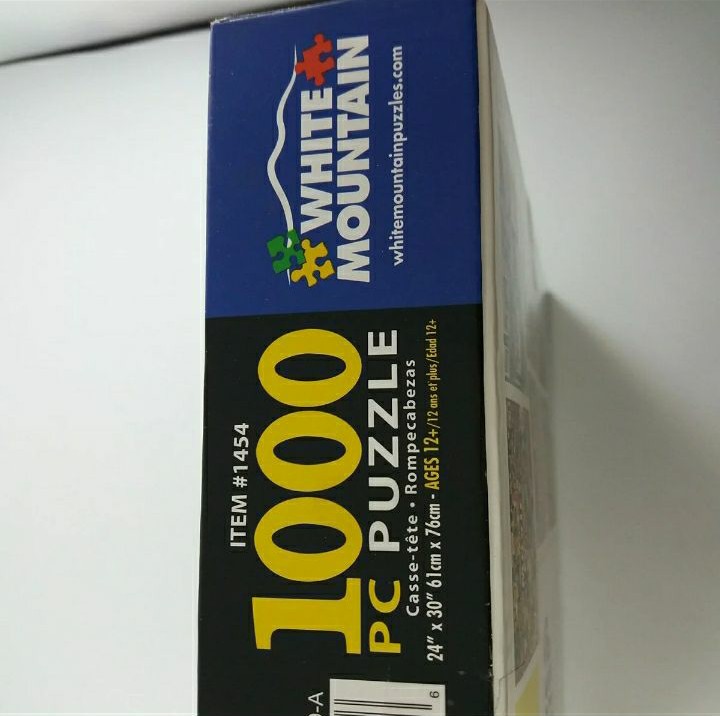 WHITE
MOUNTAIN
whitemountainpuzzles.com
ITEM #1454
1000
PC PUZZLE
Casse-tête • Rompecabezas
24" x 30" 61cm x 76cm - AGES 12+/12 ans et plus/Edad 12+
-A
6